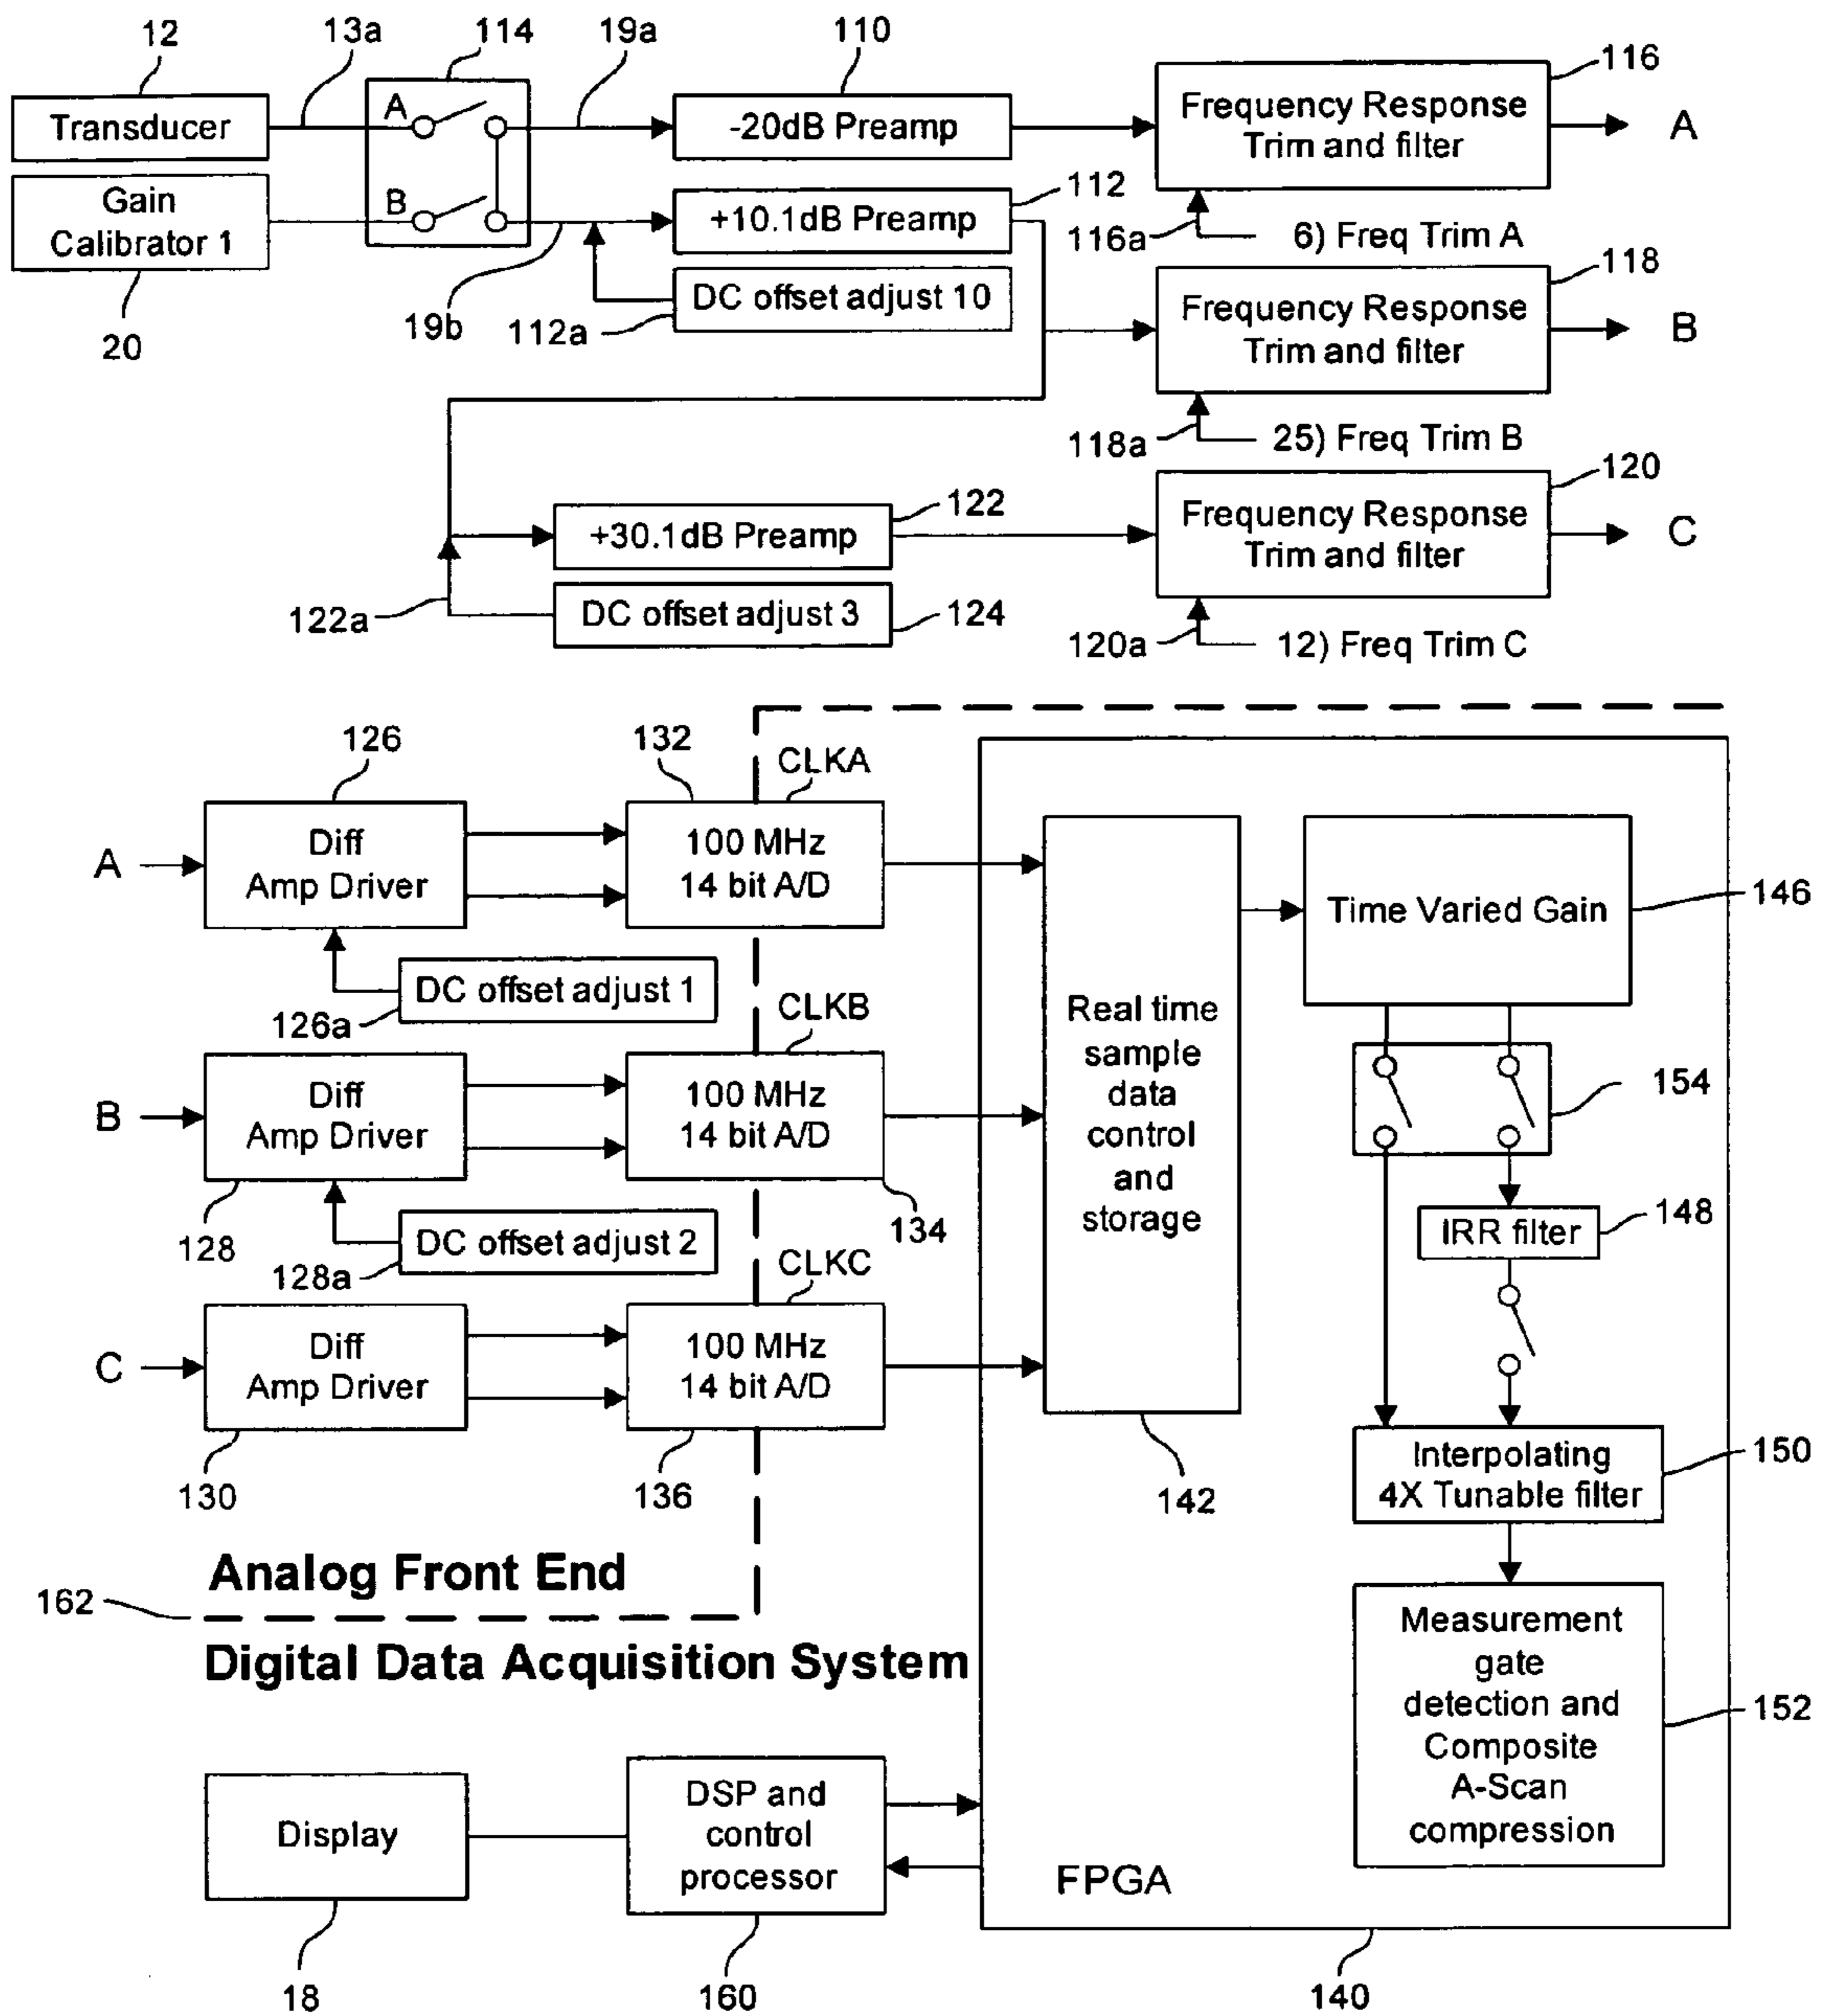 12
13a
114
19a
110
116
Transducer
A
-20dB Preamp
Frequency Response
Trim and filter
A
Gain
Calibrator 1
B
+10.1dB Preamp
112
116a
6) Freq Trim A
20
19b
112a
DC offset adjust 10
118
Frequency Response
Trim and filter
B
118a
25) Freq Trim B
120
+30.1dB Preamp
122
Frequency Response
Trim and filter
C
122a
DC offset adjust 3
124
120a
12) Freq Trim C
126
132
CLKA
A
Diff
Amp Driver
100 MHz
14 bit A/D
Time Varied Gain
146
DC offset adjust 1
126a
CLKB
Real time
sample
data
control
and
storage
154
B
Diff
Amp Driver
100 MHz
14 bit A/D
128
DC offset adjust 2
128a
134
IRR filter
148
CLKC
C
Diff
Amp Driver
100 MHz
14 bit A/D
130
136
142
Interpolating
4X Tunable filter
150
Analog Front End
162
Digital Data Acquisition System
Measurement
gate
detection and
Composite
A-Scan
compression
152
Display
DSP and
control
processor
FPGA
18
160
140